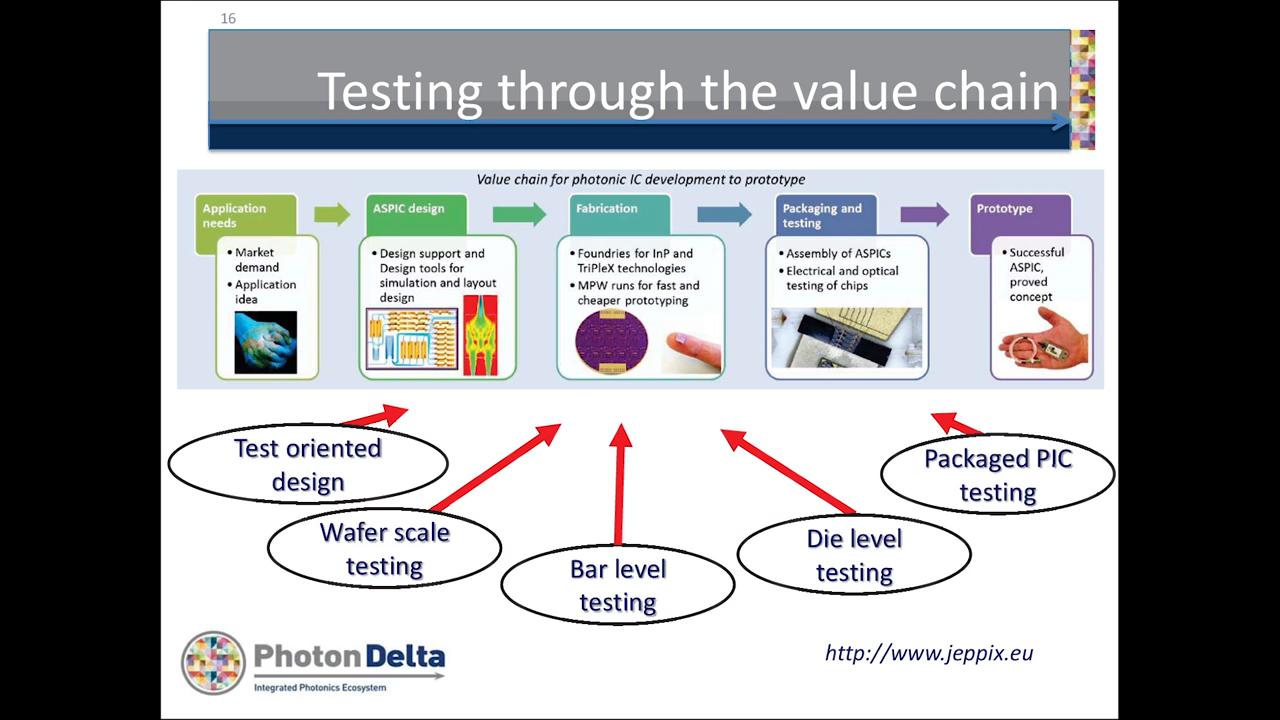 16
Testing through the value chain
Value chain for photonic IC development to prototype
Application
needs
• Market
demand
• Application
idea
ASPIC design
• Design support and
Design tools for
simulation and layout
design
Fabrication
• Foundries for InP and
TriPleX technologies
• MPW runs for fast and
cheaper prototyping
Packaging and
testing
• Assembly of ASPICs
• Electrical and optical
testing of chips
Prototype
• Successful
ASPIC,
proved
concept
Test oriented
design
Wafer scale
testing
Bar level
testing
Die level
testing
Packaged PIC
testing
PhotonDelta
Integrated Photonics Ecosystem
http://www.jeppix.eu